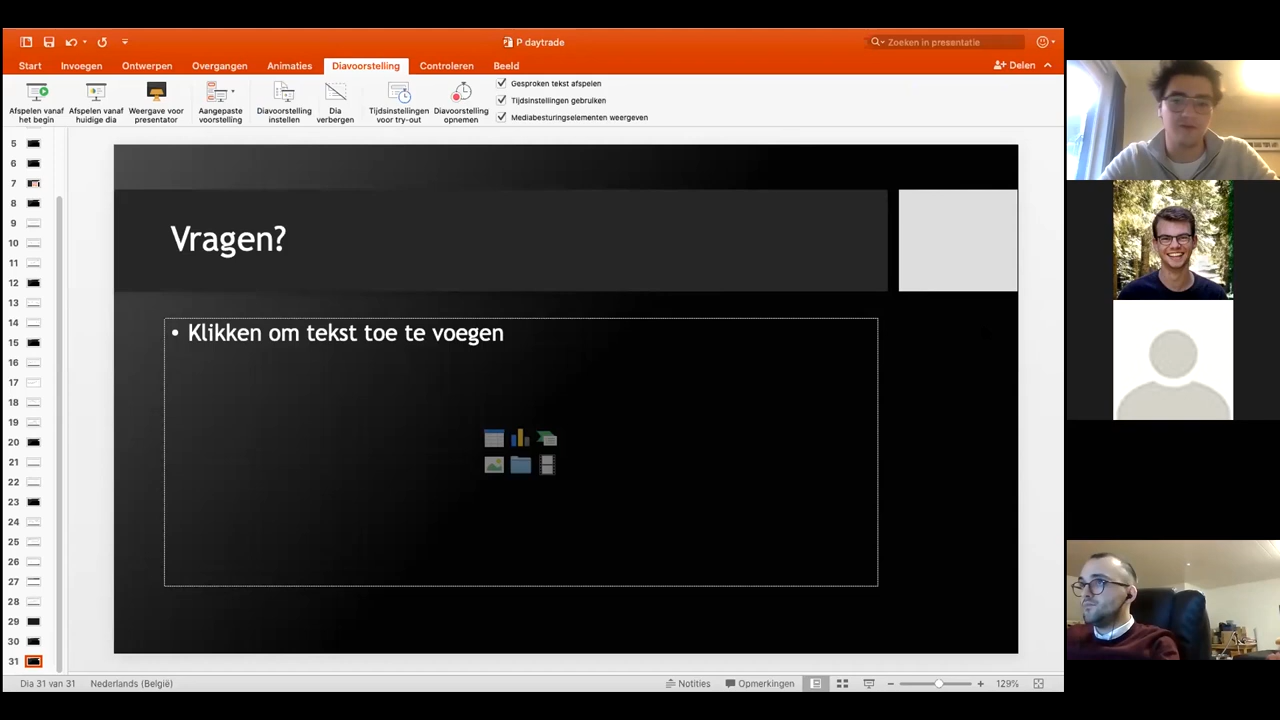 P daytrade
Zoeken in presentatie
Start Invoegen Ontwerpen Overgangen Animaties Diavoorstelling Controleren Beeld Delen
Afspelen vanaf het begin
Afspelen vanaf huidige dia
Weergave voor presentator
Aangepaste voorstelling
Diavoorstelling instellen
Dia verbergen
Tijdsinstellingen voor try-out
Diavoorstelling opnemen
Gesproken tekst afspelen
Tijdsinstellingen gebruiken
Mediabesturingselementen weergeven
5
6
7
8
9
10
11
12
13
14
15
16
17
18
19
20
21
22
23
24
25
26
27
28
29
30
31
Vragen?
• Klikken om tekst toe te voegen
Dia 31 van 31 Nederlands (België) Notities Opmerkingen 129%